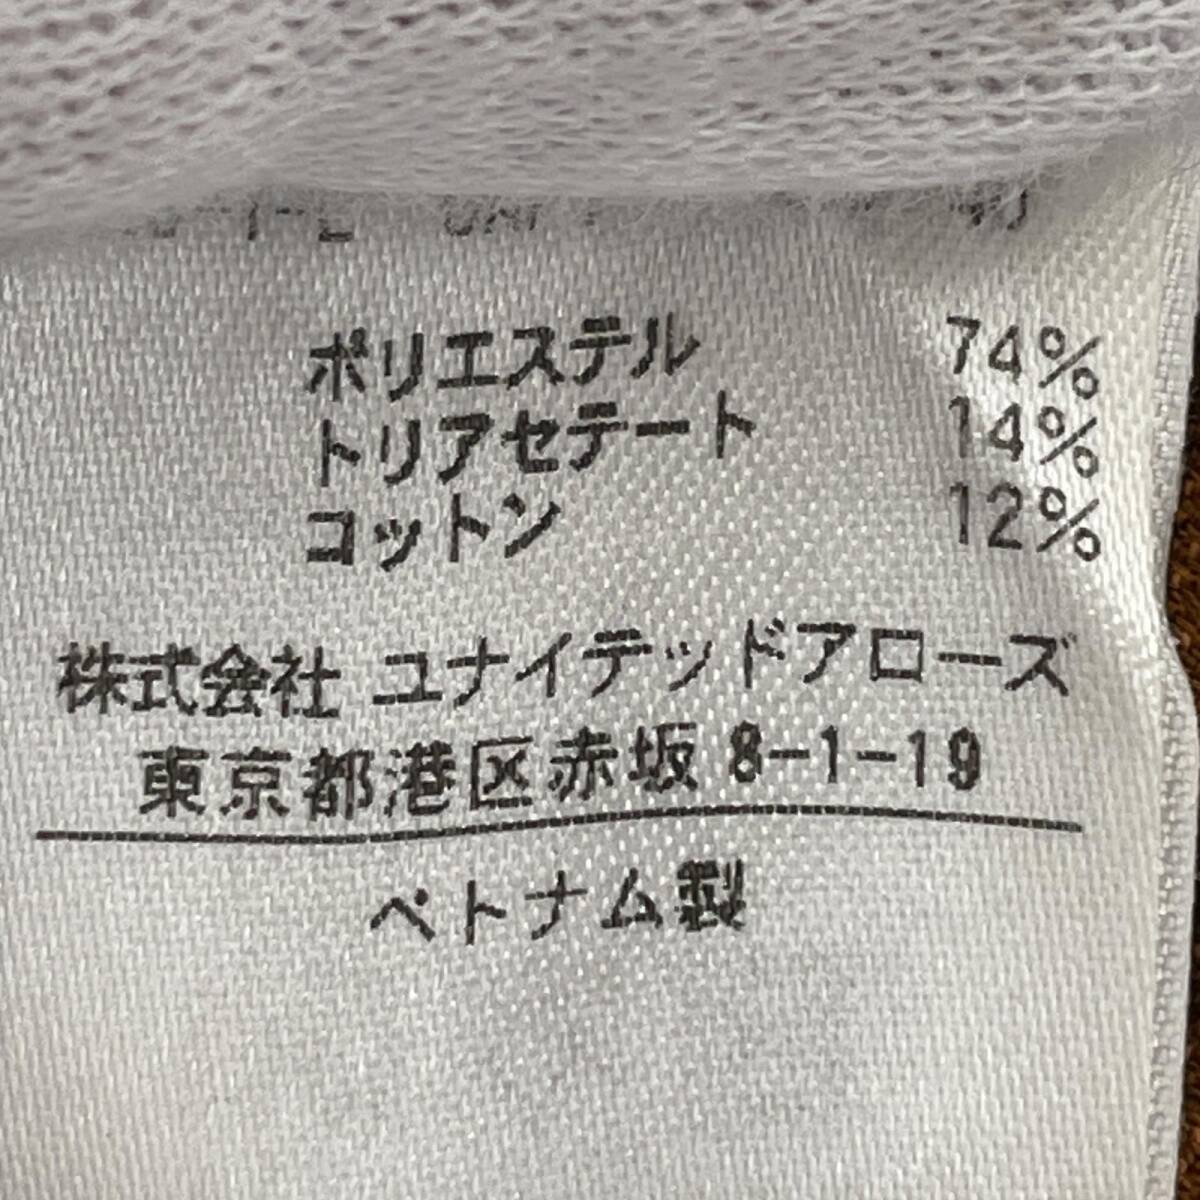 ポリエステル 74%
トリアセテート 14%
コットン 12%
株式会社 ユナイテッドアローズ
東京都港区赤坂 8-1-19
ベトナム製